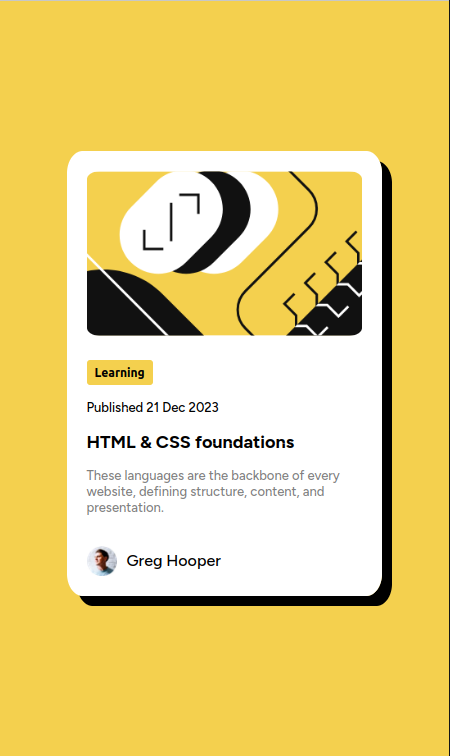 Learning
Published 21 Dec 2023
HTML & CSS foundations
These languages are the backbone of every
website, defining structure, content, and
presentation.
Greg Hooper